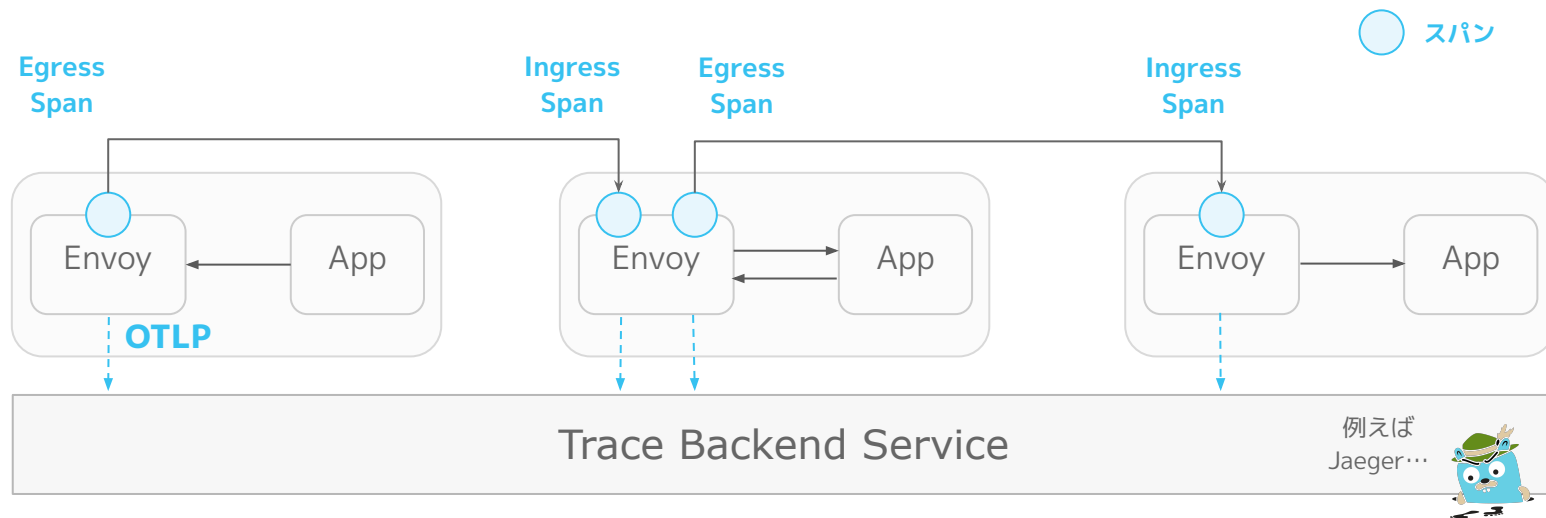 スパン
Egress
Span
Ingress
Span
Egress
Span
Ingress
Span
Envoy
App
Envoy
App
Envoy
App
OTLP
Trace Backend Service
例えば
Jaeger…